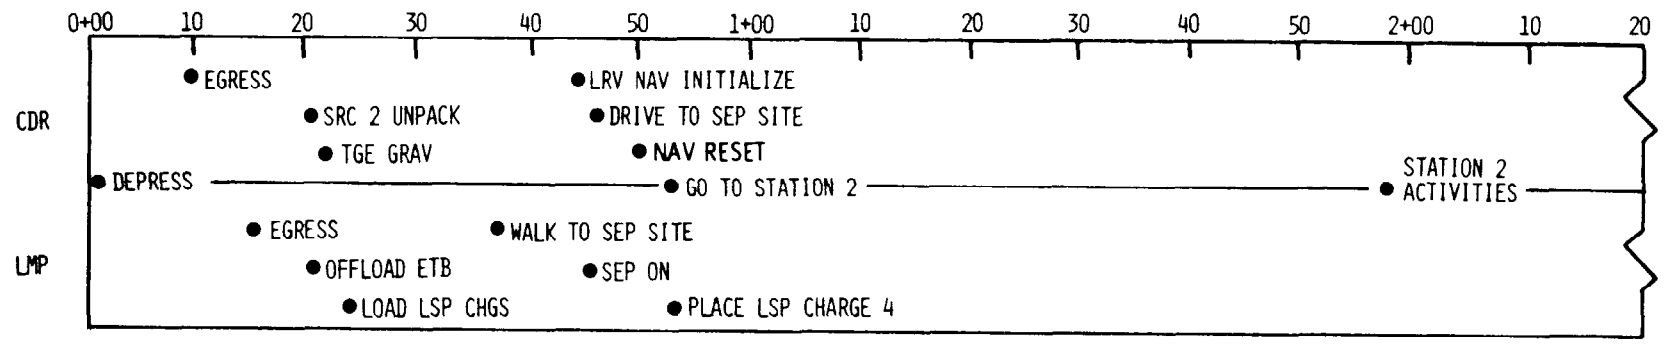 0+00 10 20 30 40 50 1+00 10 20 30 40 50 2+00 10 20
EGRESS LRV NAV INITIALIZE
CDR SRC 2 UNPACK DRIVE TO SEP SITE
TGE GRAV NAV RESET
DEPRESS GO TO STATION 2 STATION 2
ACTIVITIES
EGRESS WALK TO SEP SITE
LMP OFFLOAD ETB SEP ON
LOAD LSP CHGS PLACE LSP CHARGE 4